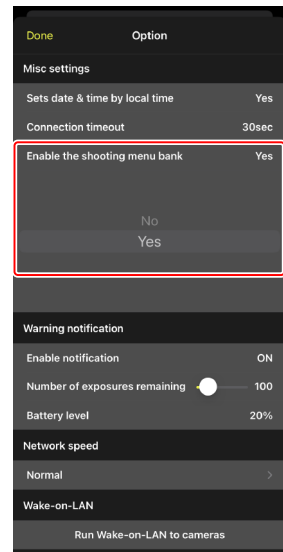 Done Option
Misc settings
Sets date & time by local time Yes
Connection timeout 30sec
Enable the shooting menu bank Yes
No
Yes
Warning notification
Enable notification ON
Number of exposures remaining 100
Battery level 20%
Network speed
Normal
Wake-on-LAN
Run Wake-on-LAN to cameras